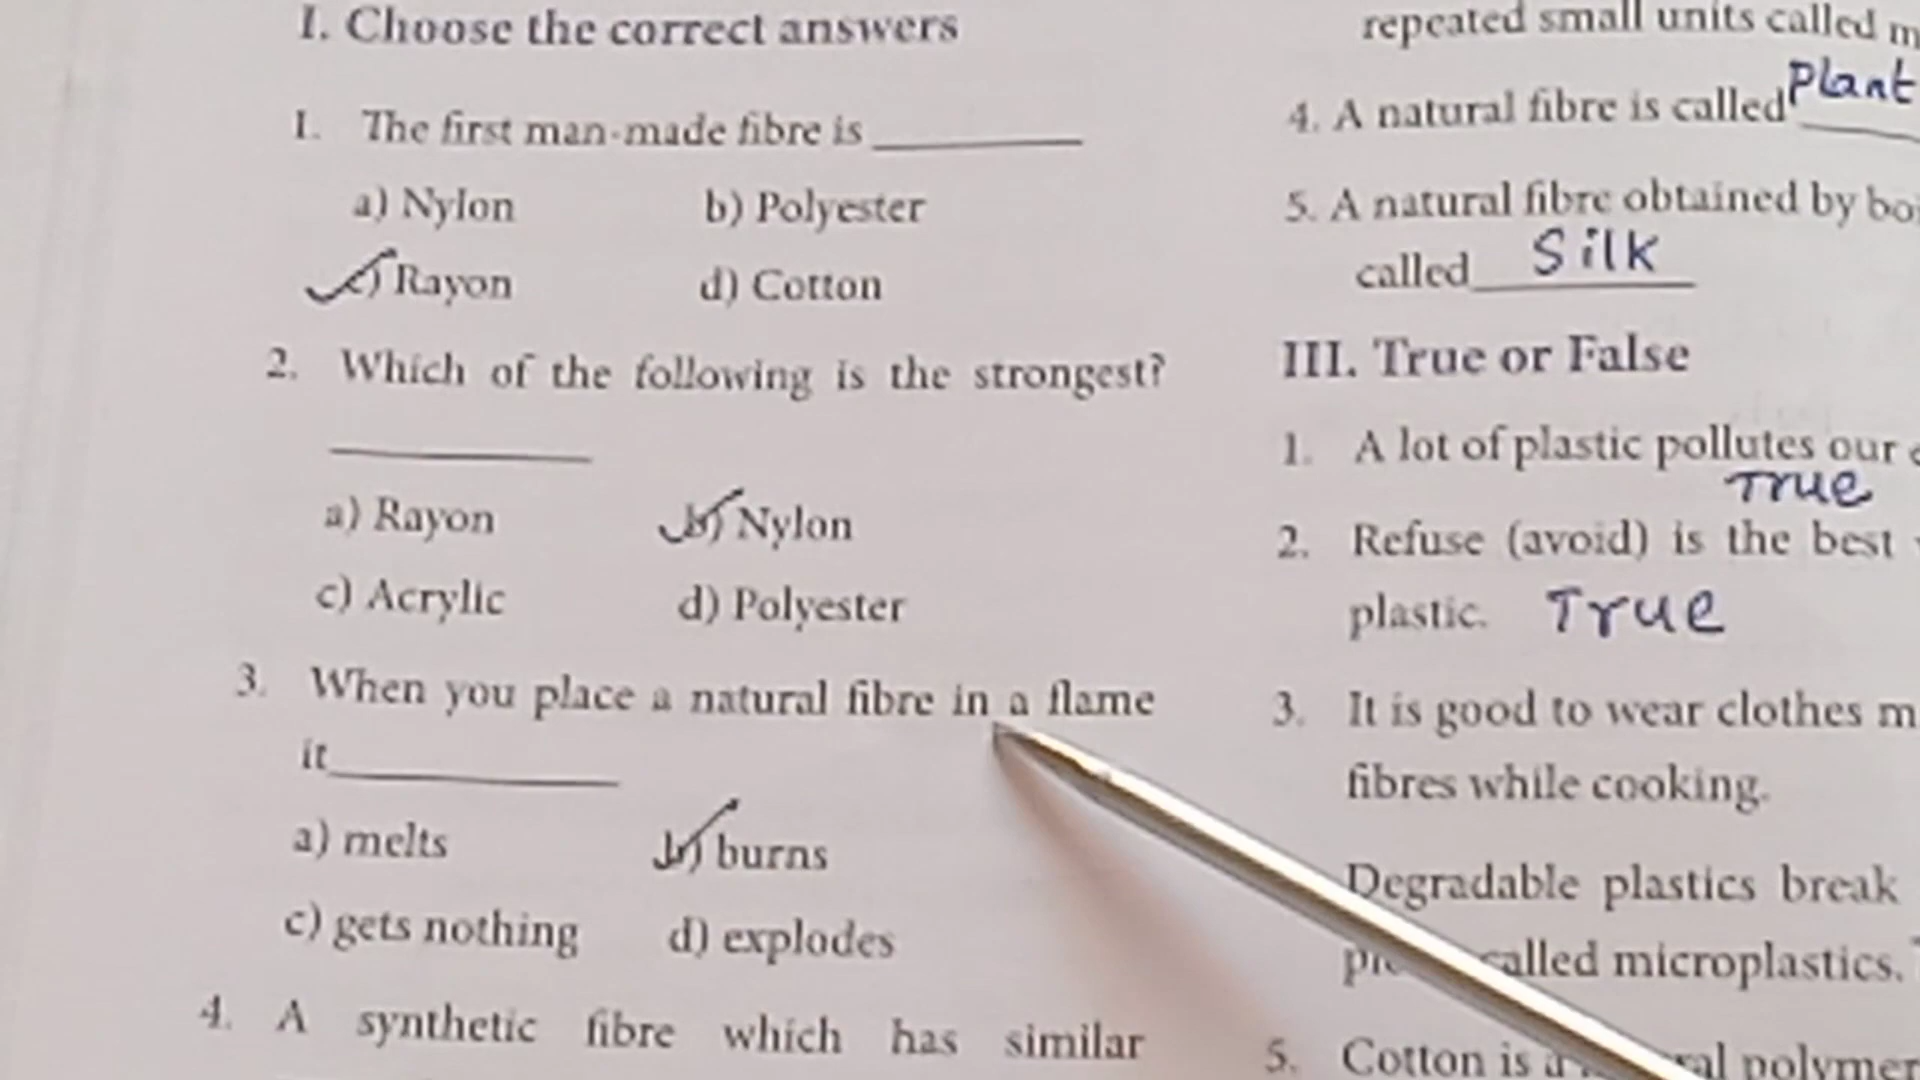 I. Choose the correct answers
1. The first man-made fibre is
a) Nylon b) Polyester
c) Rayon d) Cotton
2. Which of the following is the strongest?
a) Rayon b) Nylon
c) Acrylic d) Polyester
3. When you place a natural fibre in a flame
it
a) melts b) burns
c) gets nothing d) explodes
4. A synthetic fibre which has similar
repeated small units called
4. A natural fibre is called Plant
5. A natural fibre obtained by
called Silk
III. True or False
1. A lot of plastic pollutes our
True
2. Refuse (avoid) is the best
plastic. True
3. It is good to wear clothes
fibres while cooking.
Degradable plastics break
called microplastics.
5. Cotton is a polymer